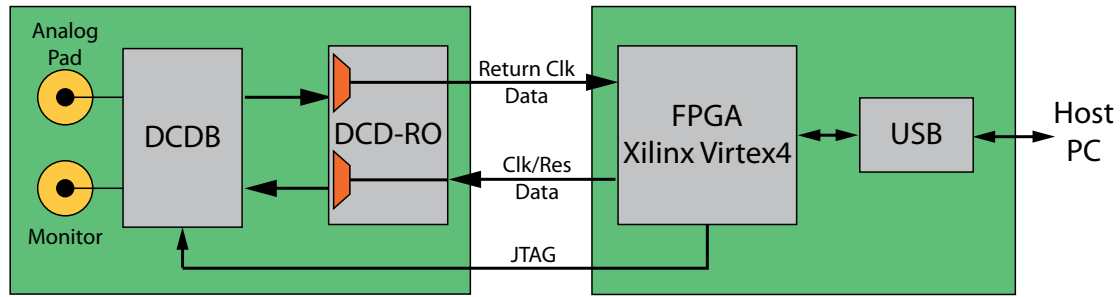 Analog
Pad
DCDB
Monitor
DCD-RO
Return Clk
Data
Clk/Res
Data
JTAG
FPGA
Xilinx Virtex4
USB
Host
PC